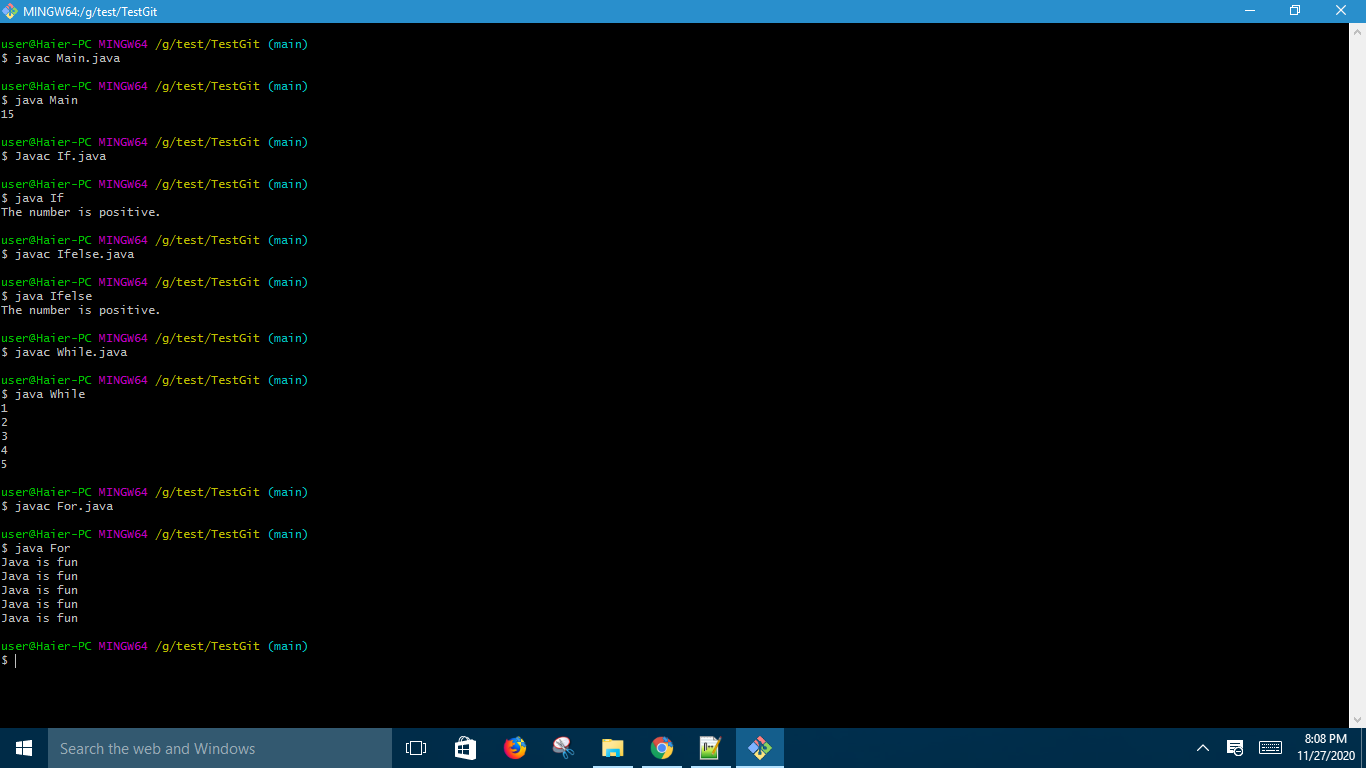 MINGW64:/g/test/TestGit
user@Haier-PC MINGW64 /g/test/TestGit (main)
$ javac Main.java
user@Haier-PC MINGW64 /g/test/TestGit (main)
$ java Main
15
user@Haier-PC MINGW64 /g/test/TestGit (main)
$ Javac If.java
user@Haier-PC MINGW64 /g/test/TestGit (main)
$ java If
The number is positive.
user@Haier-PC MINGW64 /g/test/TestGit (main)
$ javac Ifelse.java
user@Haier-PC MINGW64 /g/test/TestGit (main)
$ java Ifelse
The number is positive.
user@Haier-PC MINGW64 /g/test/TestGit (main)
$ javac While.java
user@Haier-PC MINGW64 /g/test/TestGit (main)
$ java While
1
2
3
4
5
user@Haier-PC MINGW64 /g/test/TestGit (main)
$ javac For.java
user@Haier-PC MINGW64 /g/test/TestGit (main)
$ java For
Java is fun
Java is fun
Java is fun
Java is fun
Java is fun
user@Haier-PC MINGW64 /g/test/TestGit (main)
$
Search the web and Windows
8:08 PM
11/27/2020